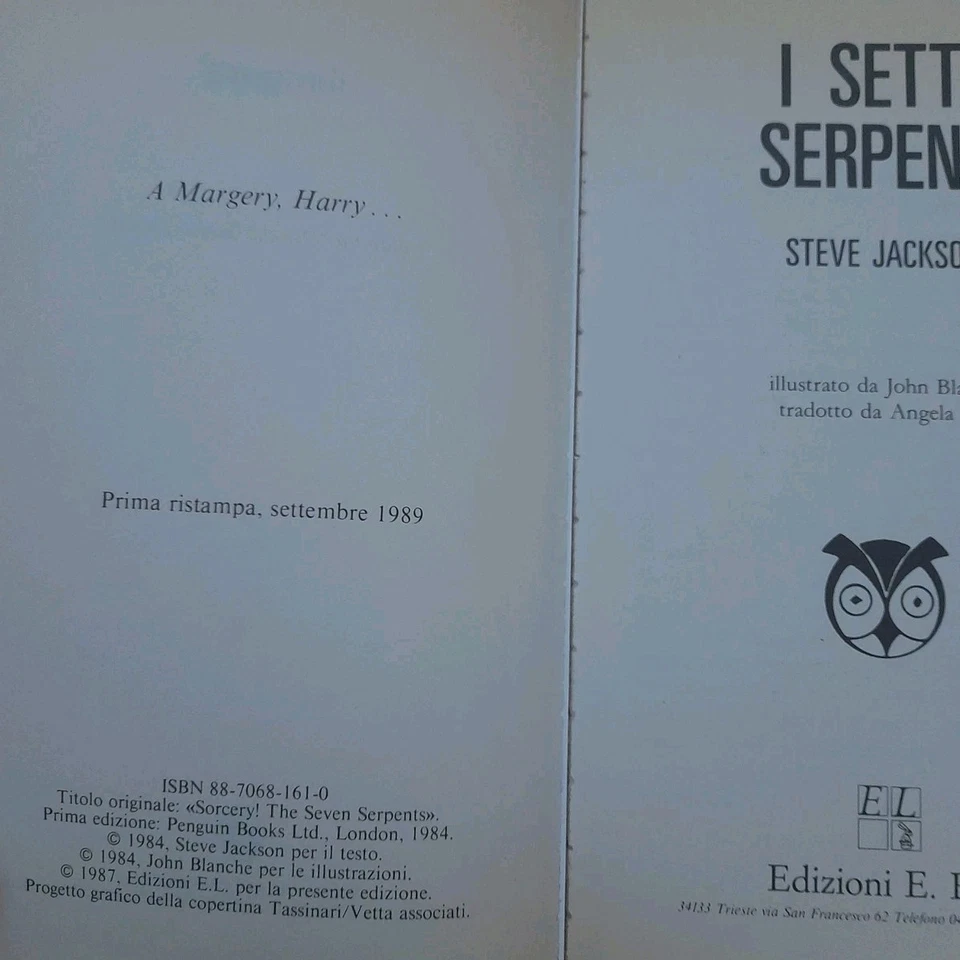 A Margery, Harry...
Prima ristampa, settembre 1989
ISBN 88-7068-161-0
Titolo originale: «Sorcery! The Seven Serpents».
Prima edizione: Penguin Books Ltd., London, 1984.
© 1984, Steve Jackson per il testo.
© 1984, John Blanche per le illustrazioni.
© 1987, Edizioni E.L. per la presente edizione.
Progetto grafico della copertina Tassinari/Vetta associati.
I SETT
SERPEN
STEVE JACKSO
illustrato da John Bla
tradotto da Angela
EL
Edizioni E.
34133 Trieste via San Francesco 62 Telefono 04